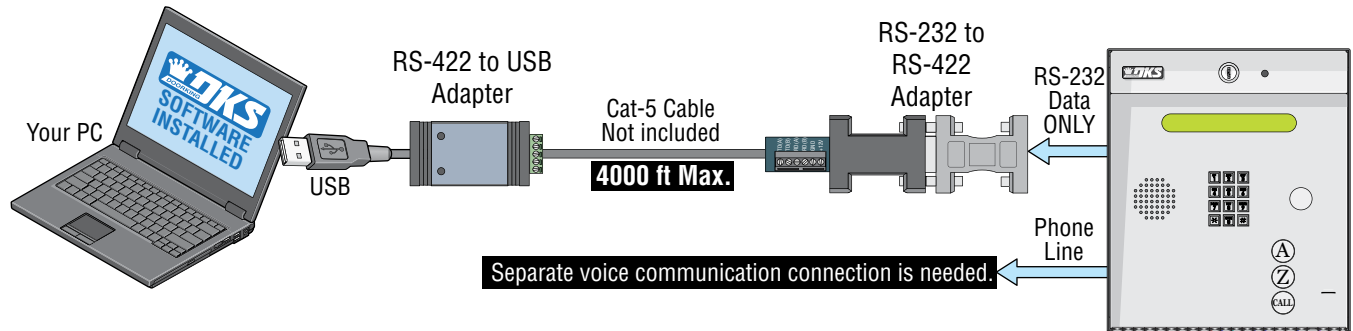 Your PC
DKS
DOORKING
SOFTWARE
INSTALLED
USB
RS-422 to USB
Adapter
Cat-5 Cable
Not included
4000 ft Max.
RS-232 to
RS-422
Adapter
RS-232
Data
ONLY
Phone
Line
Separate voice communication connection is needed.
DKS
A
Z
CALL